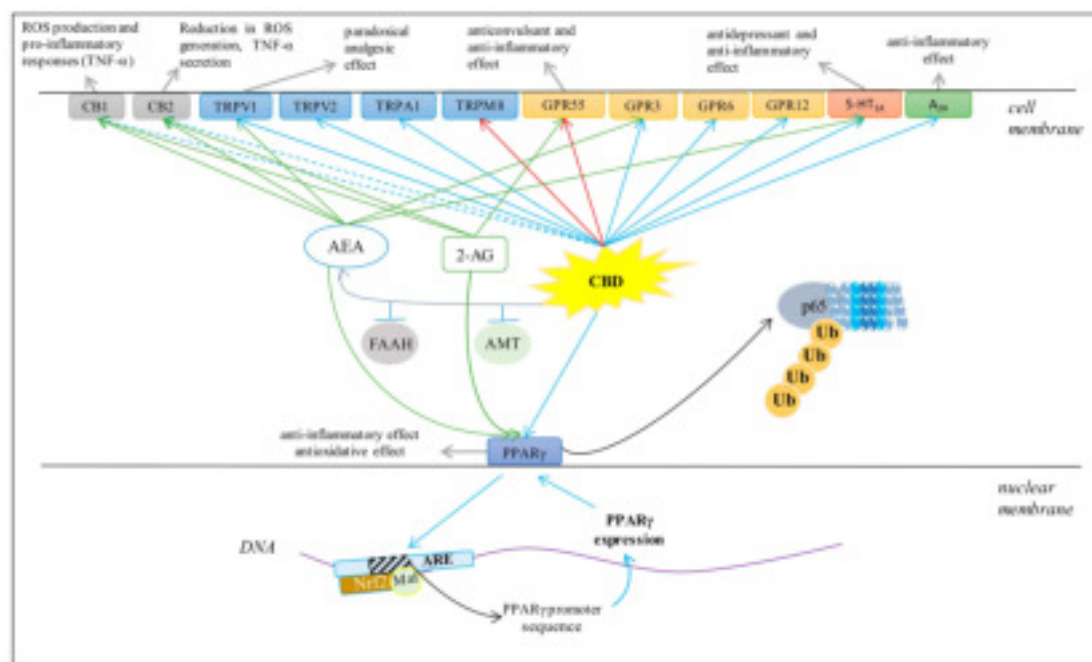 ROS production and
pro-inflammatory
responses (TNF-α)
Reduction in ROS
generation, TNF-α
secretion
paradoxical
analgesic
effect
anticonvulsant and
anti-inflammatory
effect
antidepressant and
anti-inflammatory
effect
anti-inflammatory
effect
CB1
CB2
TRPV1
TRPV2
TRPA1
TRPM8
GPR55
GPR3
GPR6
GPR12
5-HT1A
A2A
cell
membrane
AEA
2-AG
CBD
FAAH
AMT
p65
Ub
Ub
Ub
Ub
anti-inflammatory effect
antioxidative effect
PPARγ
nuclear
membrane
PPARγ
expression
DNA
ARE
Nrf2
Maf
PPARγ promoter
sequence